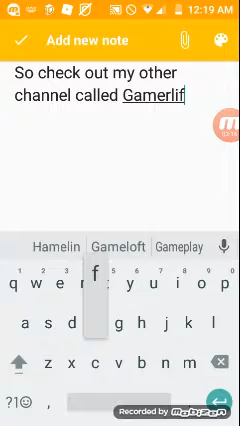 12:19 AM
Add new note
So check out my other
channel called Gamerlif
Hamelin Gameloft Gameplay
f
q w e r y u i o p
a s d g h j k l
z x c v b n m
?1☺ ,
Recorded by mobizen